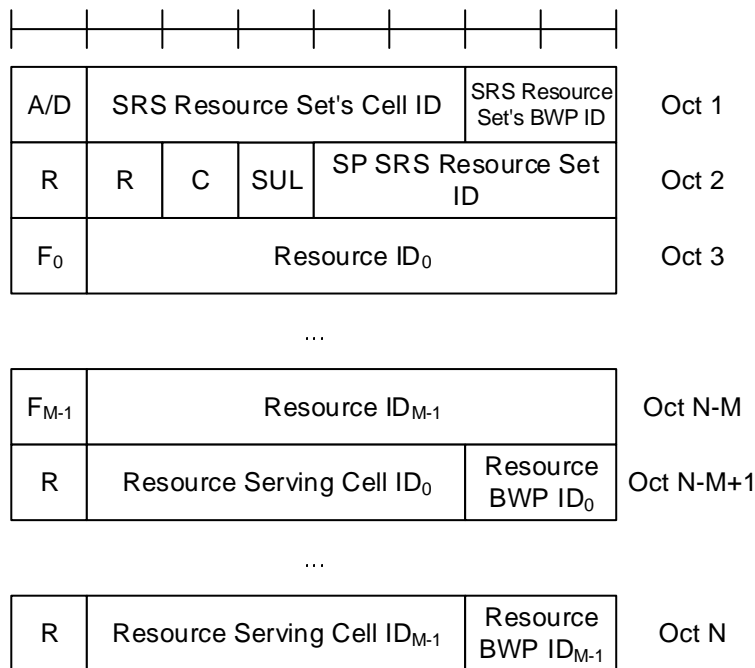 A/D SRS Resource Set's Cell ID SRS Resource Set's BWP ID Oct 1
R R C SUL SP SRS Resource Set ID Oct 2
F0 Resource ID0 Oct 3
...
FM-1 Resource IDM-1 Oct N-M
R Resource Serving Cell ID0 Resource BWP ID0 Oct N-M+1
...
R Resource Serving Cell IDM-1 Resource BWP IDM-1 Oct N